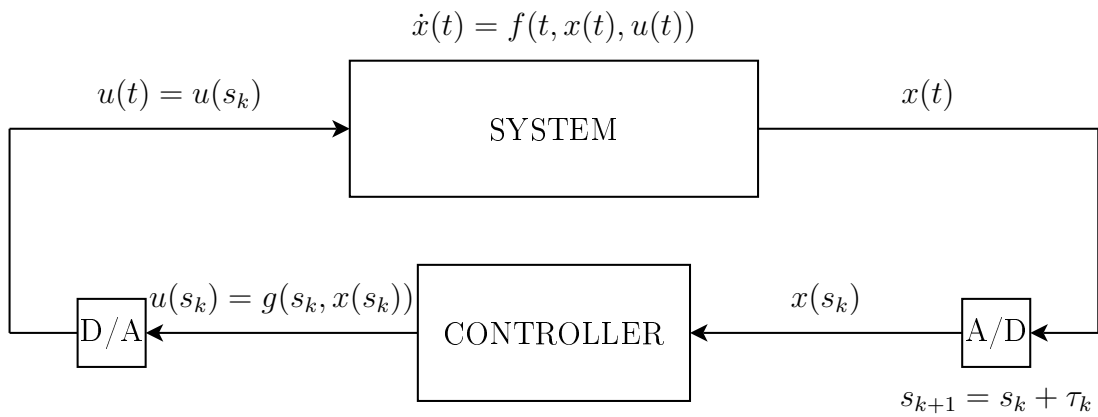 ẋ(t) = f(t, x(t), u(t))
u(t) = u(s_k)
x(t)
SYSTEM
u(s_k) = g(s_k, x(s_k))
x(s_k)
D/A
CONTROLLER
A/D
s_{k+1} = s_k + τ_k